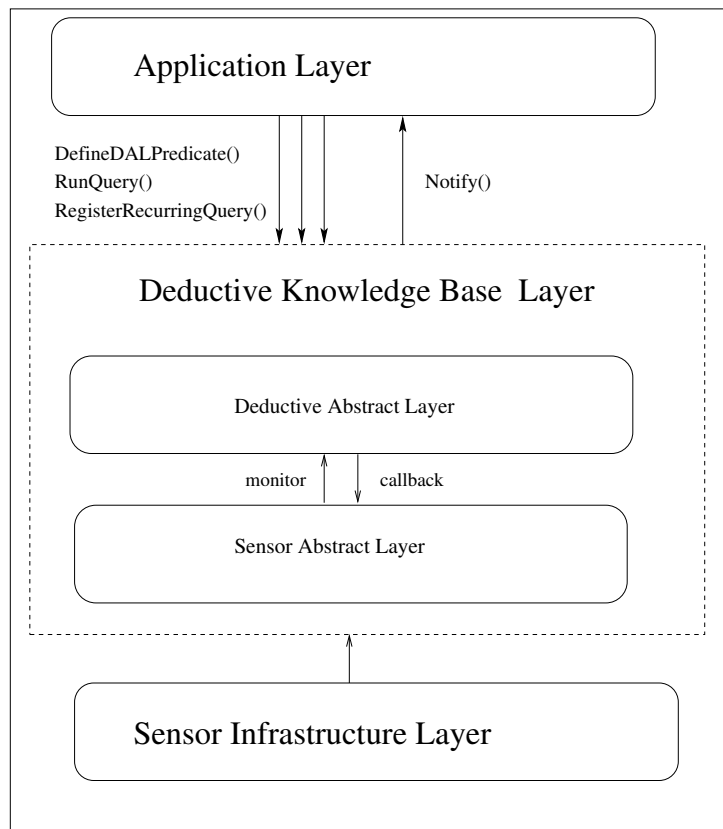 Application Layer
DefineDALPredicate()
RunQuery()
RegisterRecurringQuery()
Notify()
Deductive Knowledge Base Layer
Deductive Abstract Layer
monitor
callback
Sensor Abstract Layer
Sensor Infrastructure Layer